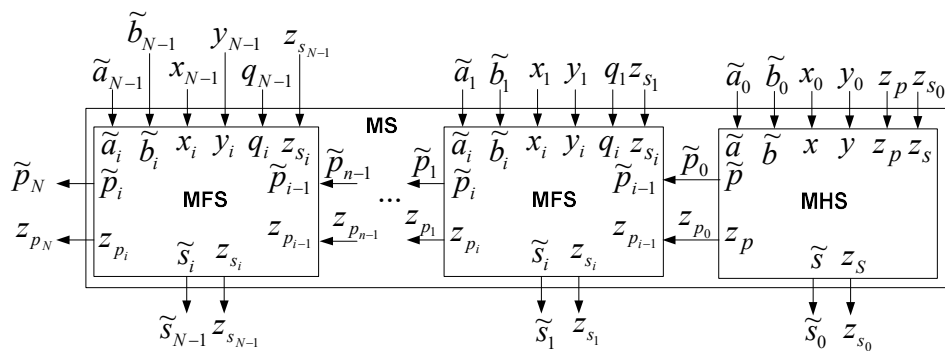 b̃_{N-1} y_{N-1} z_{s_{N-1}}
ã_{N-1} x_{N-1} q_{N-1} ã_1 b̃_1 x_1 y_1 q_1 z_{s_1} ã_0 b̃_0 x_0 y_0 z_p z_{s_0}
MS
ã_i b̃_i x_i y_i q_i z_{s_i} ã_i b̃_i x_i y_i q_i z_{s_i} ã b̃ x y z_p z_s
p̃_N p̃_i p̃_{i-1} p̃_{n-1} p̃_1 p̃_i p̃_{i-1} p̃_0 p̃
MFS ... MFS MHS
z_{p_N} z_{p_i} z_{p_{i-1}} z_{p_{n-1}} z_{p_1} z_{p_i} z_{p_{i-1}} z_{p_0} z_p
s̃_i z_{s_i} s̃_i z_{s_i} s̃ z_S
s̃_{N-1} z_{s_{N-1}} s̃_1 z_{s_1} s̃_0 z_{s_0}